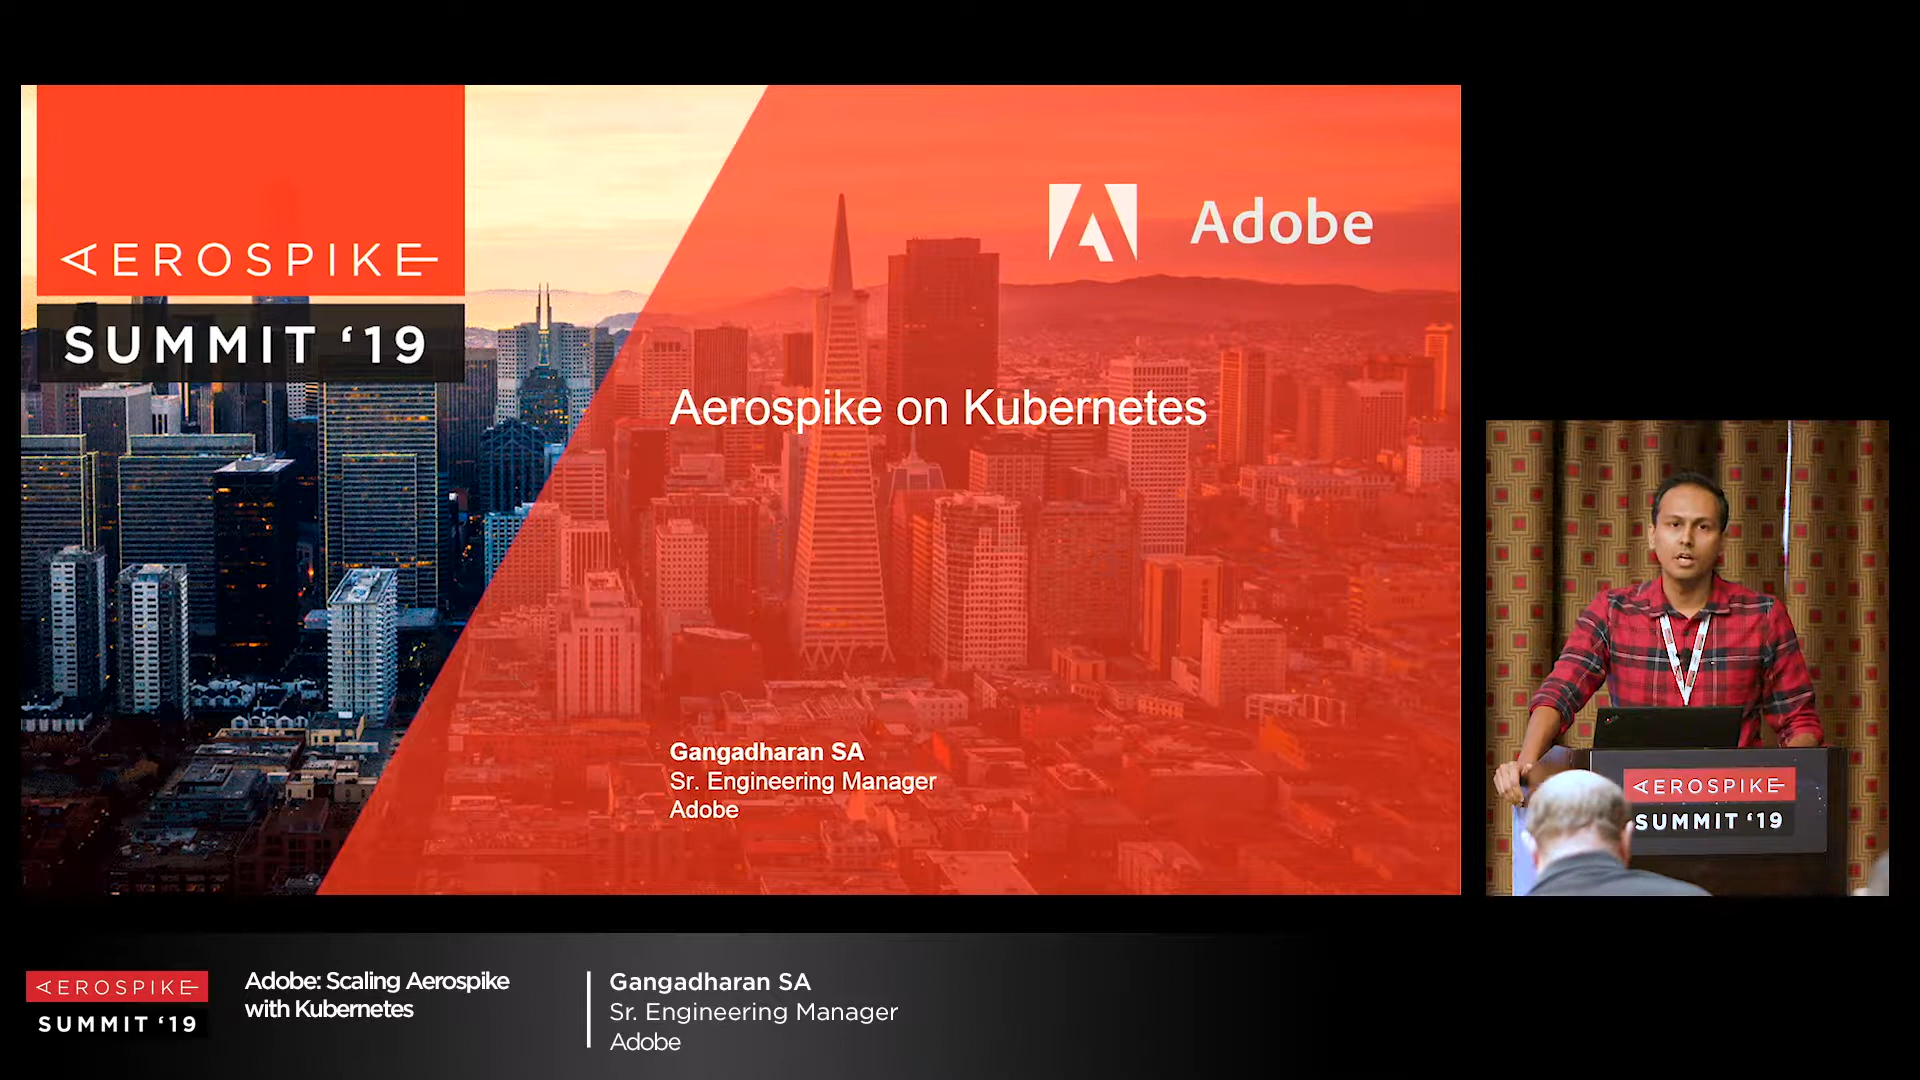 AEROSPIKE
SUMMIT ‘19
Adobe
Aerospike on Kubernetes
Gangadharan SA
Sr. Engineering Manager
Adobe
AEROSPIKE
SUMMIT ‘19
AEROSPIKE
SUMMIT ‘19
Adobe: Scaling Aerospike
with Kubernetes
Gangadharan SA
Sr. Engineering Manager
Adobe